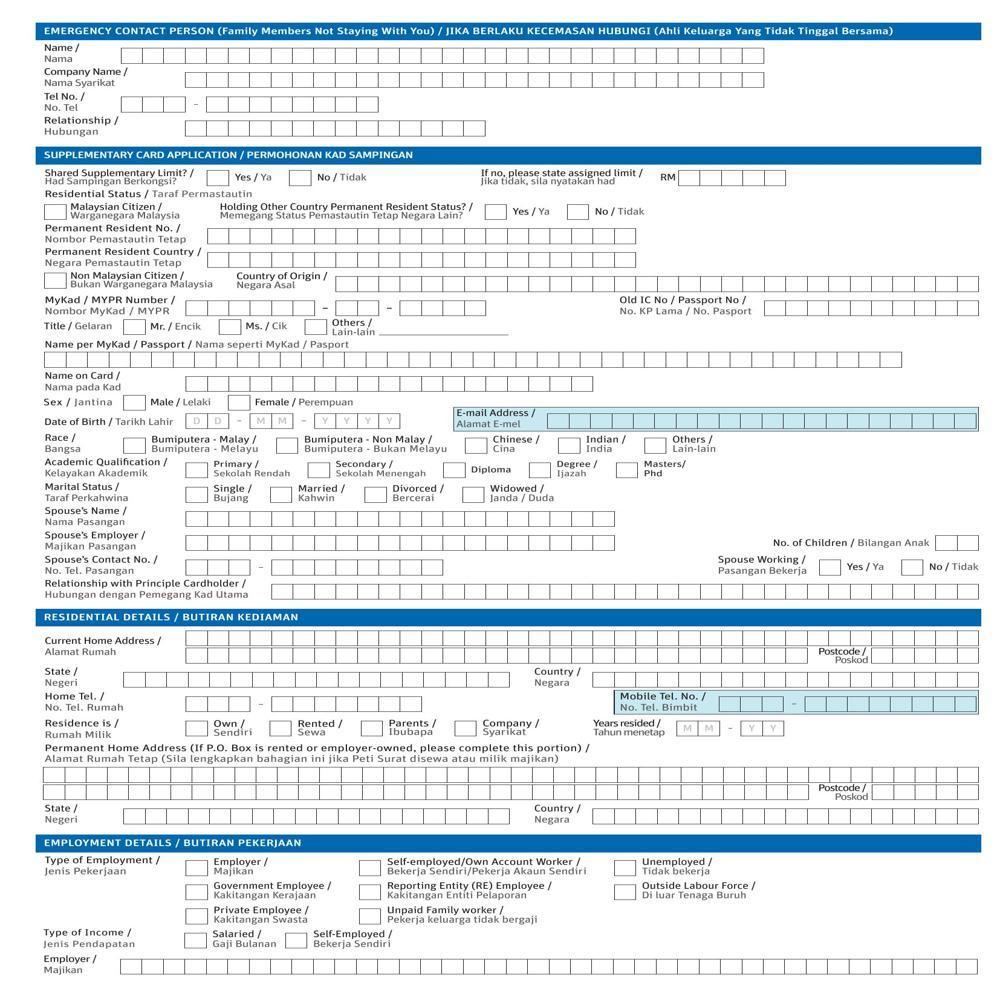 EMERGENCY CONTACT PERSON (Family Members Not Staying With You) / JIKA BERLAKU KECEMASAN HUBUNGI (Ahli Keluarga Yang Tidak Tinggal Bersama)
Name /
Nama
Company Name /
Nama Syarikat
Tel No. /
No. Tel
Relationship /
Hubungan
SUPPLEMENTARY CARD APPLICATION / PERMOHONAN KAD SAMPINGAN
Shared Supplementary Limit? / Yes / Ya No / Tidak If no, please state assigned limit / RM
Had Sampingan Berkongsi? Jika tidak, sila nyatakan had
Residential Status / Taraf Permastautin
Malaysian Citizen / Holding Other Country Permanent Resident Status? / Yes / Ya No / Tidak
Warganegara Malaysia Memegang Status Pemastautin Tetap Negara Lain?
Permanent Resident No. /
Nombor Pemastautin Tetap
Permanent Resident Country /
Negara Pemastautin Tetap
Non Malaysian Citizen / Country of Origin /
Bukan Warganegara Malaysia Negara Asal
MyKad / MYPR Number / – – Old IC No / Passport No /
Nombor MyKad / MYPR No. KP Lama / No. Pasport
Title / Gelaran Mr. / Encik Ms. / Cik Others /
Lain-lain
Name per MyKad / Passport / Nama seperti MyKad / Pasport
Name on Card /
Nama pada Kad
Sex / Jantina Male / Lelaki Female / Perempuan
Date of Birth / Tarikh Lahir D D – M M – Y Y Y Y E-mail Address /
Alamat E-mel
Race / Bumiputera - Malay / Bumiputera - Non Malay / Chinese / Indian / Others /
Bangsa Bumiputera - Melayu Bumiputera - Bukan Melayu Cina India Lain-lain
Academic Qualification / Primary / Secondary / Diploma Degree / Masters/
Kelayakan Akademik Sekolah Rendah Sekolah Menengah Ijazah Phd
Marital Status / Single / Married / Divorced / Widowed /
Taraf Perkahwina Bujang Kahwin Bercerai Janda / Duda
Spouse's Name /
Nama Pasangan
Spouse's Employer / No. of Children / Bilangan Anak
Majikan Pasangan
Spouse's Contact No. / – Spouse Working / Yes / Ya No / Tidak
No. Tel. Pasangan Pasangan Bekerja
Relationship with Principle Cardholder /
Hubungan dengan Pemegang Kad Utama
RESIDENTIAL DETAILS / BUTIRAN KEDIAMAN
Current Home Address /
Alamat Rumah Postcode /
Poskod
State / Country /
Negeri Negara
Home Tel. / – Mobile Tel. No. / –
No. Tel. Rumah No. Tel. Bimbit
Residence is / Own / Rented / Parents / Company / Years resided / M M – Y Y
Rumah Milik Sendiri Sewa Ibubapa Syarikat Tahun menetap
Permanent Home Address (If P.O. Box is rented or employer-owned, please complete this portion) /
Alamat Rumah Tetap (Sila lengkapkan bahagian ini jika Peti Surat disewa atau milik majikan)
Postcode /
Poskod
State / Country /
Negeri Negara
EMPLOYMENT DETAILS / BUTIRAN PEKERJAAN
Type of Employment / Employer / Self-employed/Own Account Worker / Unemployed /
Jenis Pekerjaan Majikan Bekerja Sendiri/Pekerja Akaun Sendiri Tidak bekerja
Government Employee / Reporting Entity (RE) Employee / Outside Labour Force /
Kakitangan Kerajaan Kakitangan Entiti Pelaporan Di luar Tenaga Buruh
Private Employee / Unpaid Family worker /
Kakitangan Swasta Pekerja keluarga tidak bergaji
Type of Income / Salaried / Self-Employed /
Jenis Pendapatan Gaji Bulanan Bekerja Sendiri
Employer /
Majikan